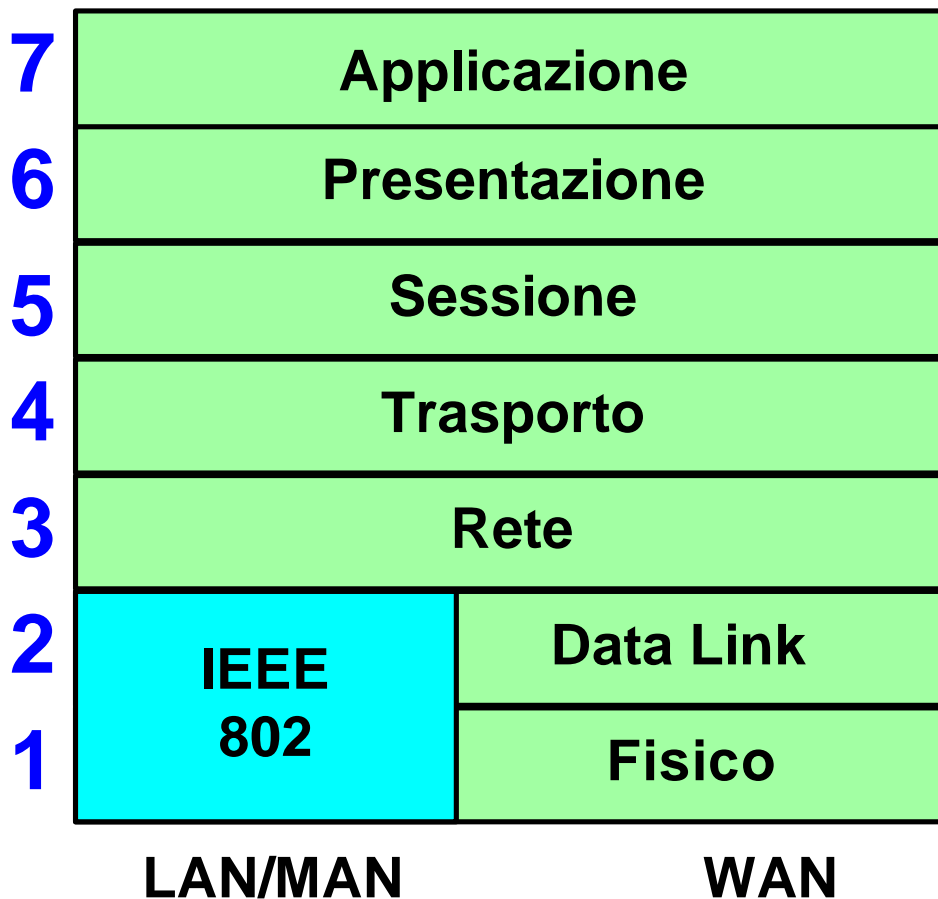 7
Applicazione
6
Presentazione
5
Sessione
4
Trasporto
3
Rete
2
Data Link
IEEE
802
1
Fisico
LAN/MAN
WAN